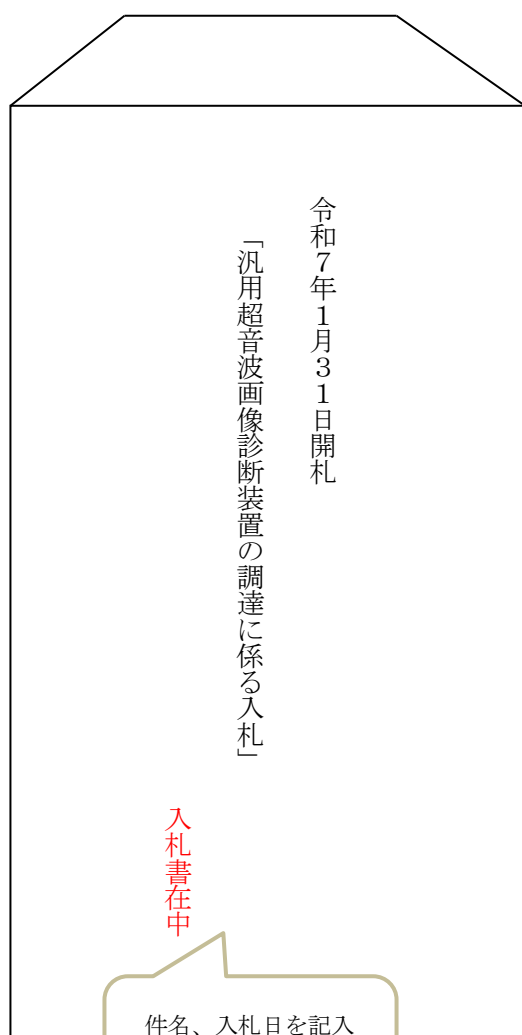 令和７年１月３１日開札
「汎用超音波画像診断装置の調達に係る入札」
入札書在中
件名、入札日を記入